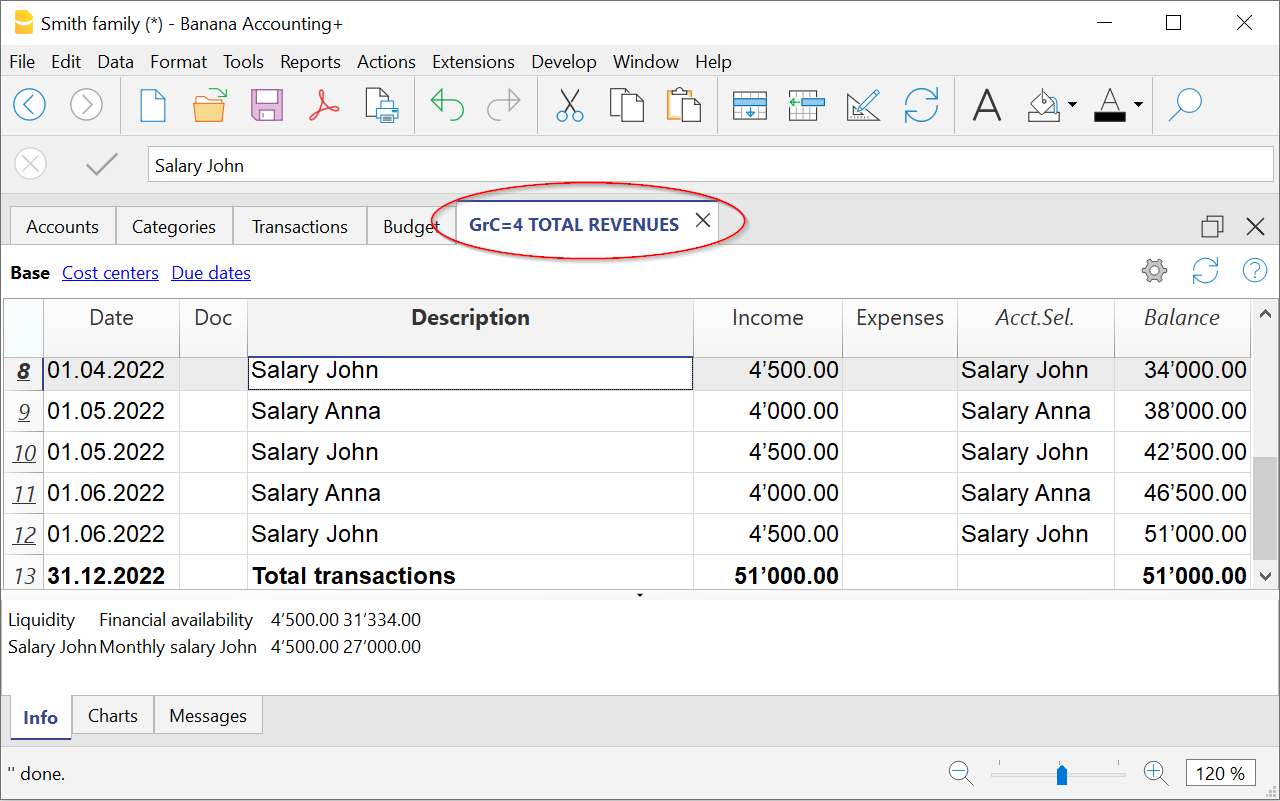 Smith family (*) - Banana Accounting+
File Edit Data Format Tools Reports Actions Extensions Develop Window Help
Salary John
Accounts Categories Transactions Budget GrC=4 TOTAL REVENUES
Base Cost centers Due dates
Date Doc Description Income Expenses Acct.Sel. Balance
8 01.04.2022 Salary John 4’500.00 Salary John 34’000.00
9 01.05.2022 Salary Anna 4’000.00 Salary Anna 38’000.00
10 01.05.2022 Salary John 4’500.00 Salary John 42’500.00
11 01.06.2022 Salary Anna 4’000.00 Salary Anna 46’500.00
12 01.06.2022 Salary John 4’500.00 Salary John 51’000.00
13 31.12.2022 Total transactions 51’000.00 51’000.00
Liquidity Financial availability 4’500.00 31’334.00
Salary John Monthly salary John 4’500.00 27’000.00
Info Charts Messages
'' done.
120 %